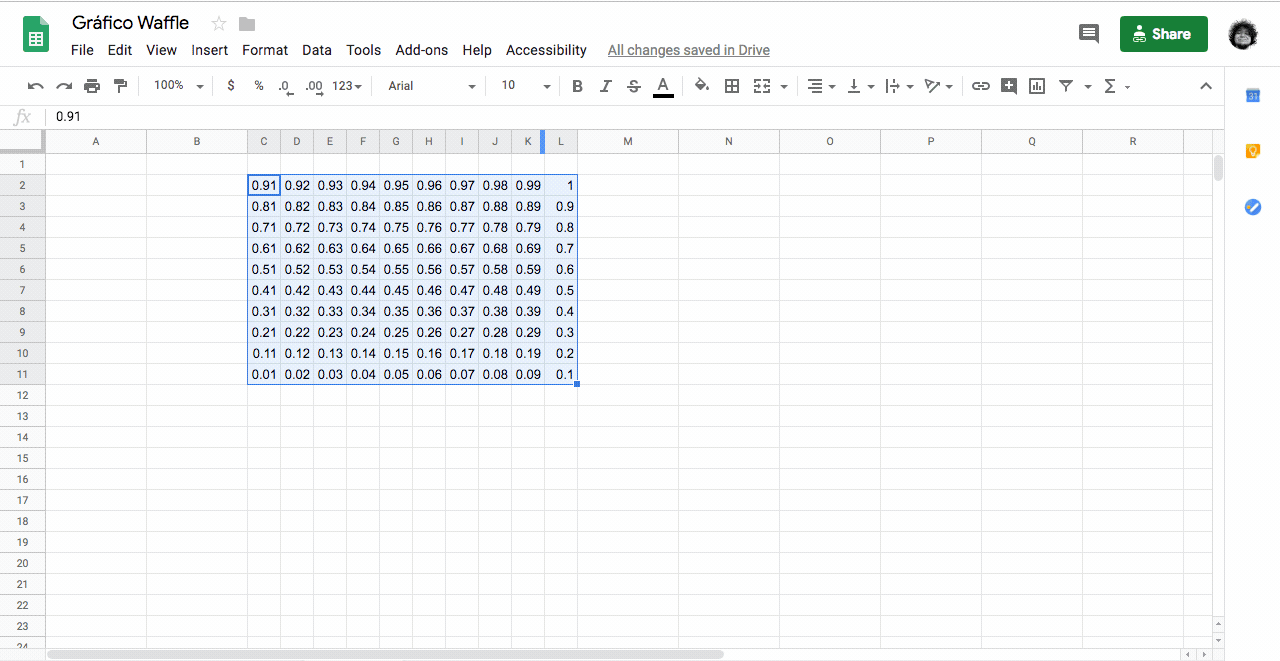 Gráfico Waffle
File Edit View Insert Format Data Tools Add-ons Help Accessibility All changes saved in Drive
Share
100% $ % .0 .00 123 Arial 10 B I S A Σ
31
fx 0.91
A B C D E F G H I J K L M N O P Q R
1
2 0.91 0.92 0.93 0.94 0.95 0.96 0.97 0.98 0.99 1
3 0.81 0.82 0.83 0.84 0.85 0.86 0.87 0.88 0.89 0.9
4 0.71 0.72 0.73 0.74 0.75 0.76 0.77 0.78 0.79 0.8
5 0.61 0.62 0.63 0.64 0.65 0.66 0.67 0.68 0.69 0.7
6 0.51 0.52 0.53 0.54 0.55 0.56 0.57 0.58 0.59 0.6
7 0.41 0.42 0.43 0.44 0.45 0.46 0.47 0.48 0.49 0.5
8 0.31 0.32 0.33 0.34 0.35 0.36 0.37 0.38 0.39 0.4
9 0.21 0.22 0.23 0.24 0.25 0.26 0.27 0.28 0.29 0.3
10 0.11 0.12 0.13 0.14 0.15 0.16 0.17 0.18 0.19 0.2
11 0.01 0.02 0.03 0.04 0.05 0.06 0.07 0.08 0.09 0.1
12
13
14
15
16
17
18
19
20
21
22
23
24